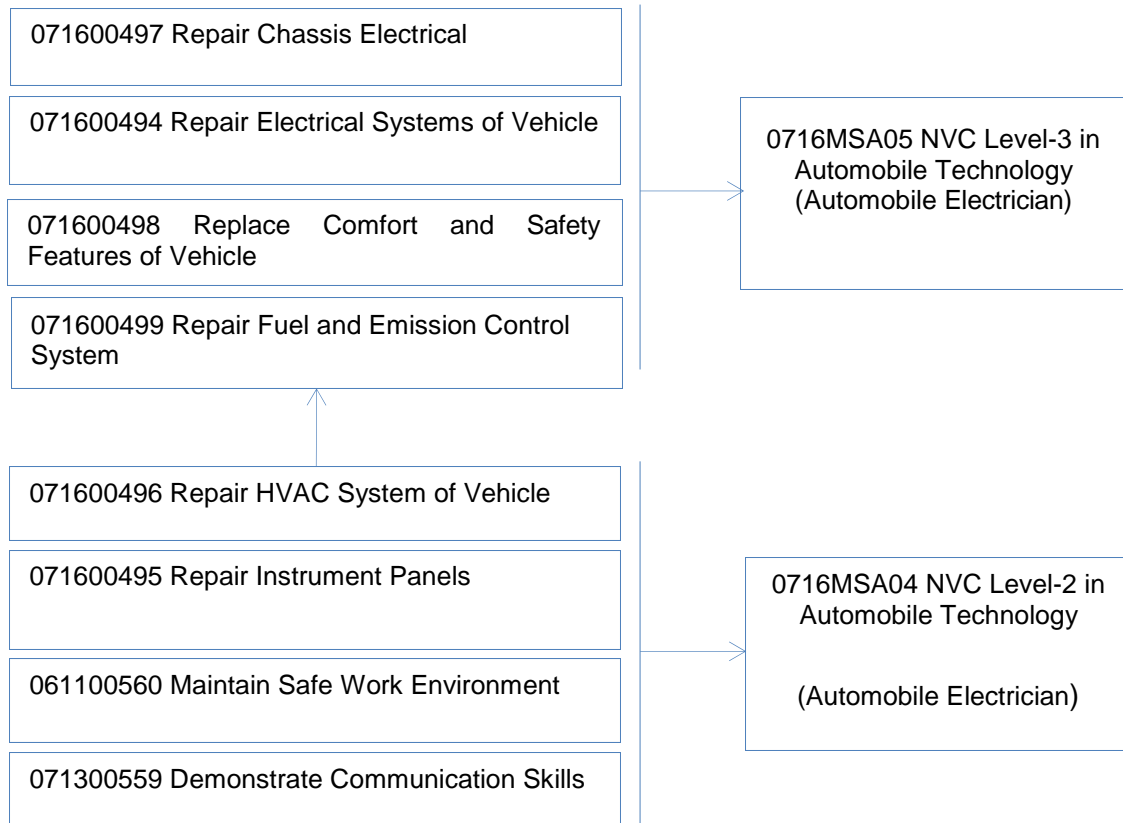 071600497 Repair Chassis Electrical
071600494 Repair Electrical Systems of Vehicle
071600498 Replace Comfort and Safety
Features of Vehicle
071600499 Repair Fuel and Emission Control
System
0716MSA05 NVC Level-3 in
Automobile Technology
(Automobile Electrician)
071600496 Repair HVAC System of Vehicle
071600495 Repair Instrument Panels
061100560 Maintain Safe Work Environment
071300559 Demonstrate Communication Skills
0716MSA04 NVC Level-2 in
Automobile Technology
(Automobile Electrician)